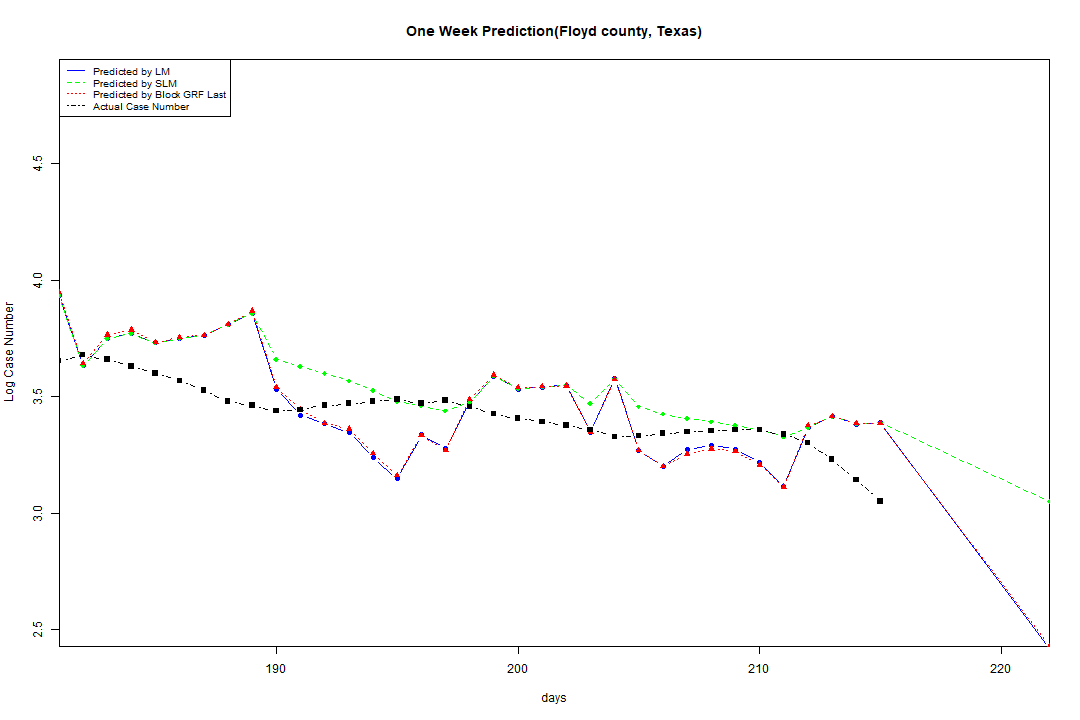 One Week Prediction(Floyd county, Texas)
Predicted by LM
Predicted by SLM
Predicted by Block GRF Last
Actual Case Number
4.5
4.0
3.5
3.0
2.5
Log Case Number
190 200 210 220
days